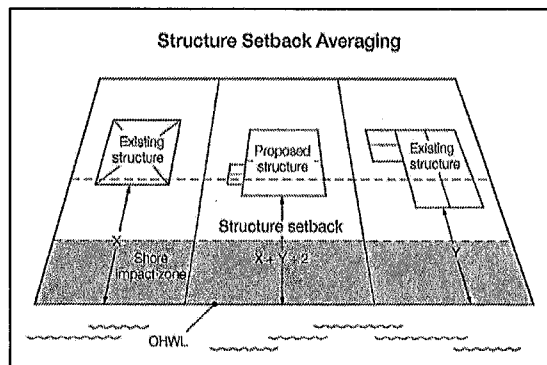 Structure Setback Averaging
Existing
structure
Proposed
structure
Existing
structure
Structure setback
X
Shore
impact zone
X + Y ÷ 2
Y
OHWL